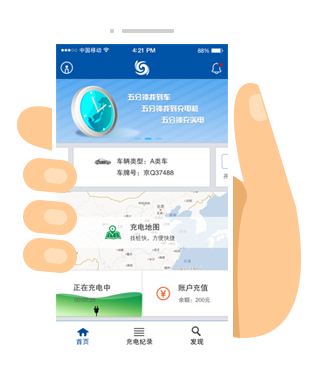 中国移动 4:21 PM 88%
五分钟找到车
五分钟找到充电桩
五分钟充满电
车辆类型：A类车
车牌号：京Q37488
充电地图
找桩快，方便快捷
正在充电中
账户充值
余额：200元
首页 充电纪录 发现